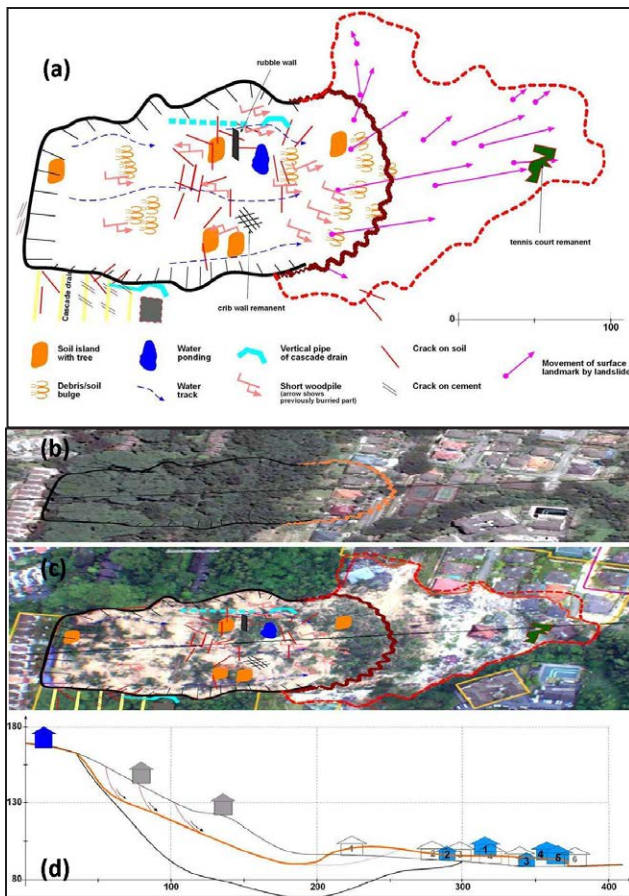 (a)
rubble wall
tennis court remanent
crib wall remanent
Cascade drain
0
100
Soil island
with tree
Water
ponding
Vertical pipe
of cascade drain
Crack on soil
Movement of surface
landmark by landslide
Debris/soil
bulge
Water
track
Short woodpile
(arrow shows
previously burried part)
Crack on cement
(b)
(c)
180
130
80
(d)
1
2
1
3
4
5
6
0
100
200
300
400